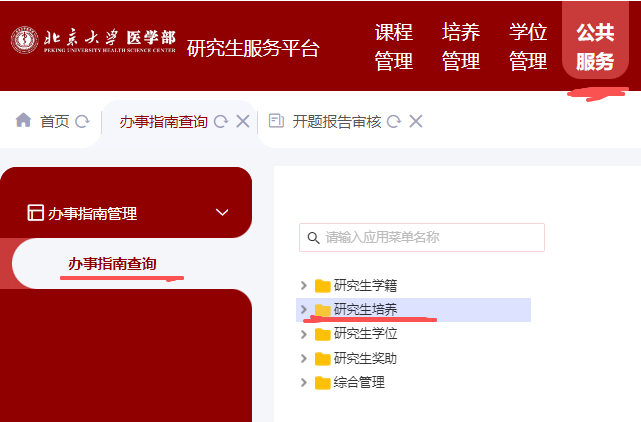 北京大学 医学部
PEKING UNIVERSITY HEALTH SCIENCE CENTER
研究生服务平台
课程管理
培养管理
学位管理
公共服务
首页
办事指南查询
开题报告审核
办事指南管理
办事指南查询
请输入应用菜单名称
研究生学籍
研究生培养
研究生学位
研究生奖助
综合管理